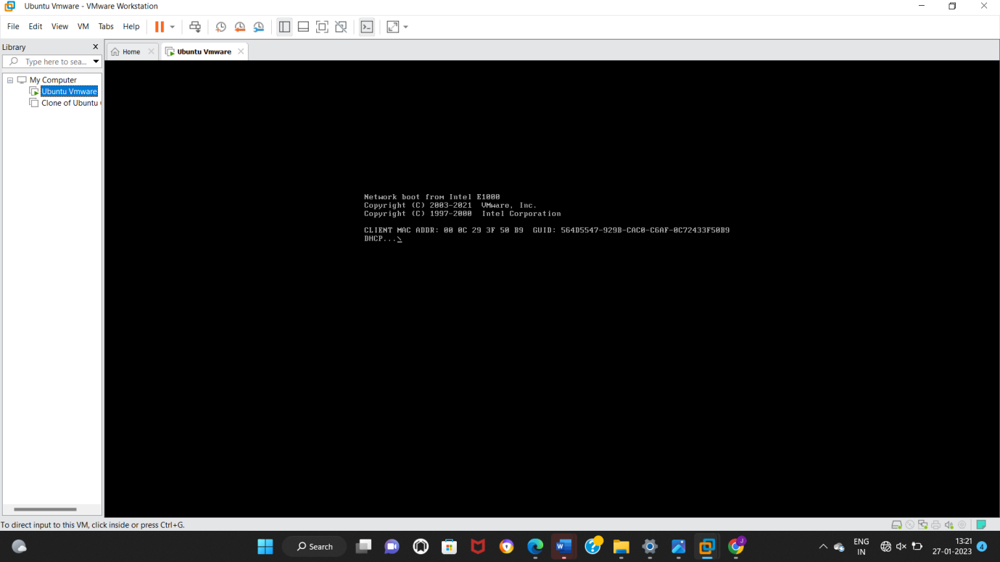 Ubuntu Vmware - VMware Workstation
File Edit View VM Tabs Help
Library
Type here to sea...
Home
Ubuntu Vmware
My Computer
Ubuntu Vmware
Clone of Ubuntu
Network boot from Intel E1000
Copyright (C) 2003-2021 VMware, Inc.
Copyright (C) 1997-2000 Intel Corporation
CLIENT MAC ADDR: 00 0C 29 3F 50 B9 GUID: 564D5547-929B-CAC0-C6AF-0C72433F50B9
DHCP...\
To direct input to this VM, click inside or press Ctrl+G.
Search
ENG
IN
13:21
27-01-2023
4